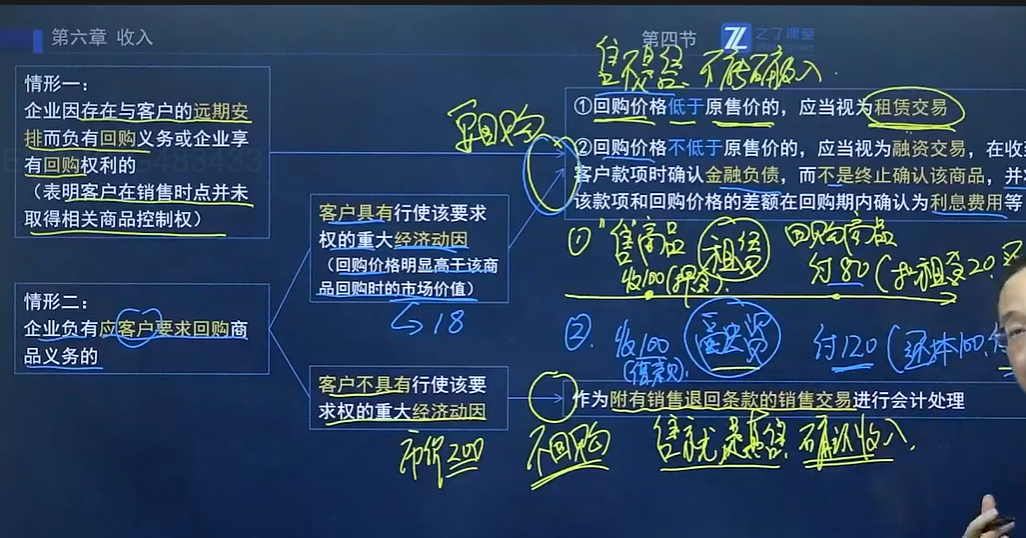 第六章 收入
第四节
之了课堂
售不是真售 不能确认收入
情形一：
企业因存在与客户的远期安
排而负有回购义务或企业享
有回购权利的
（表明客户在销售时点并未
取得相关商品控制权）
要回购
①回购价格低于原售价的，应当视为租赁交易
②回购价格不低于原售价的，应当视为融资交易，在收到
客户款项时确认金融负债，而不是终止确认该商品，并
该款项和回购价格的差额在回购期内确认为利息费用等
客户具有行使该要求
权的重大经济动因
（回购价格明显高于该商
品回购时的市场价值）
→18
① "售"商品 租赁 回购商品
收100(押金) 付80(扣租金20,
情形二：
企业负有应客户要求回购商
品义务的
② 收100 融资 付120(还本100,付
(借款)
客户不具有行使该要
求权的重大经济动因
作为附有销售退回条款的销售交易进行会计处理
市价200 不回购 售就是真售 确认收入